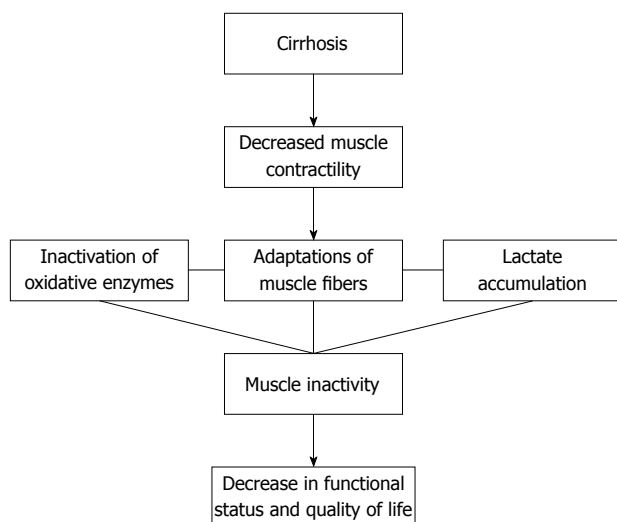 Cirrhosis
Decreased muscle
contractility
Inactivation of
oxidative enzymes
Adaptations of
muscle fibers
Lactate
accumulation
Muscle inactivity
Decrease in functional
status and quality of life